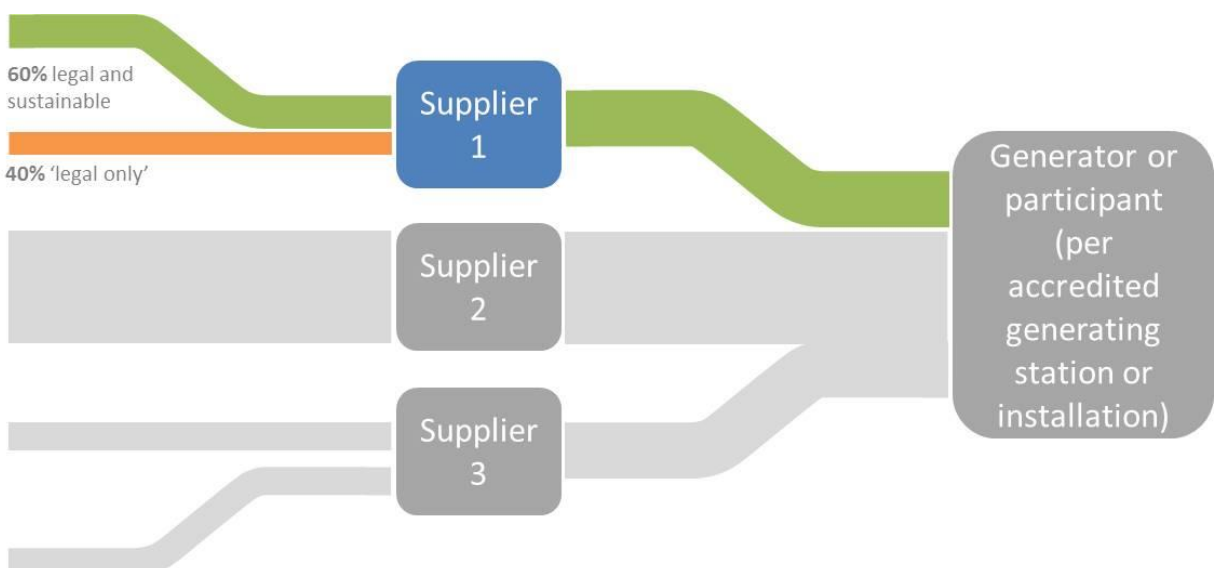 60% legal and
sustainable
40% ‘legal only’
Supplier
1
Supplier
2
Supplier
3
Generator or
participant
(per
accredited
generating
station or
installation)